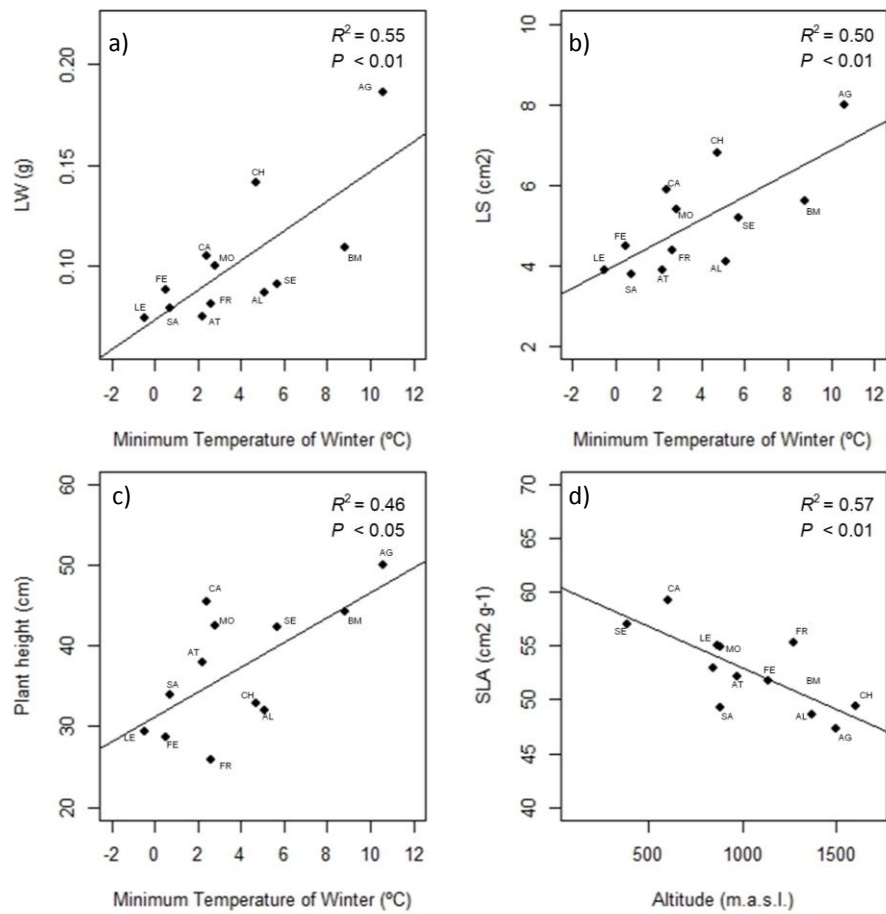 a)
R² = 0.55
P < 0.01
0.20
AG
LW (g)
0.15
CH
CA
MO
BM
0.10
FE
SE
LE
FR
AL
SA
AT
-2 0 2 4 6 8 10 12
Minimum Temperature of Winter (ºC)
b)
R² = 0.50
P < 0.01
10
AG
8
LS (cm2)
CH
CA
6
MO
BM
SE
FE
LE
FR
AL
4
SA
AT
2
-2 0 2 4 6 8 10 12
Minimum Temperature of Winter (ºC)
c)
R² = 0.46
P < 0.05
60
AG
50
CA
MO
SE
BM
Plant height (cm)
40
AT
SA
CH
AL
30
LE
FE
FR
20
-2 0 2 4 6 8 10 12
Minimum Temperature of Winter (ºC)
d)
R² = 0.57
P < 0.01
70
65
60
CA
SE
LE
MO
FR
SLA (cm2 g-1)
55
AT
FE
BM
CH
50
SA
AL
AG
45
40
500 1000 1500
Altitude (m.a.s.l.)